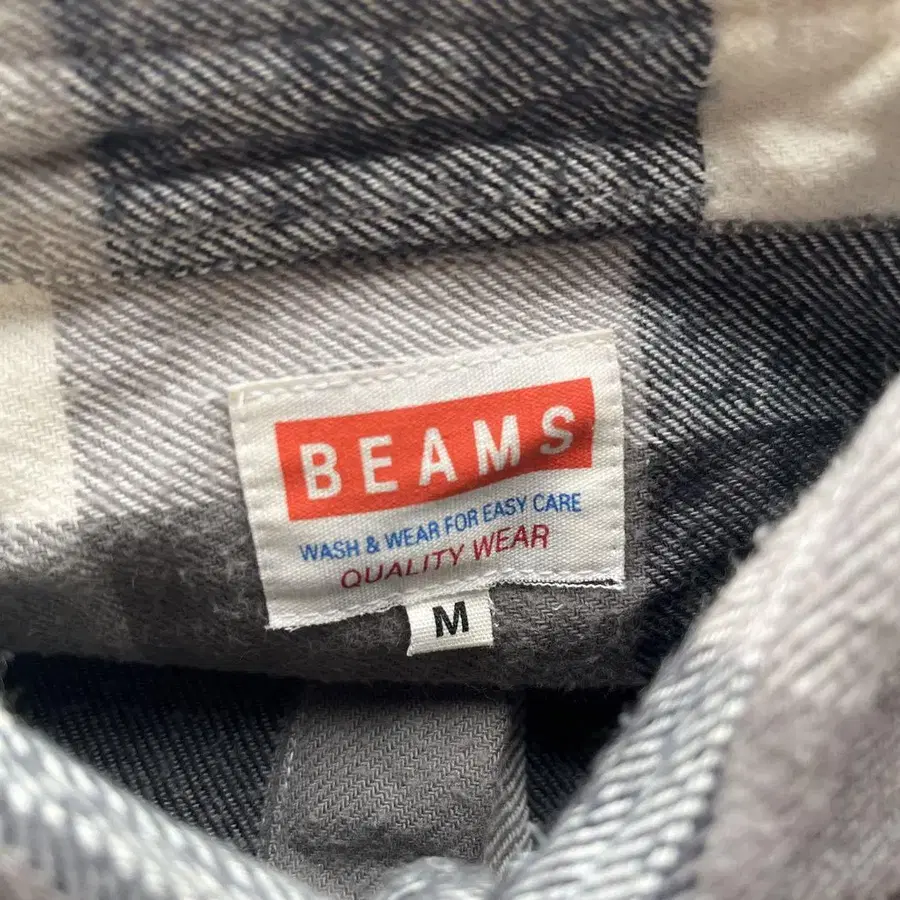 BEAMS
WASH & WEAR FOR EASY CARE
QUALITY WEAR
M